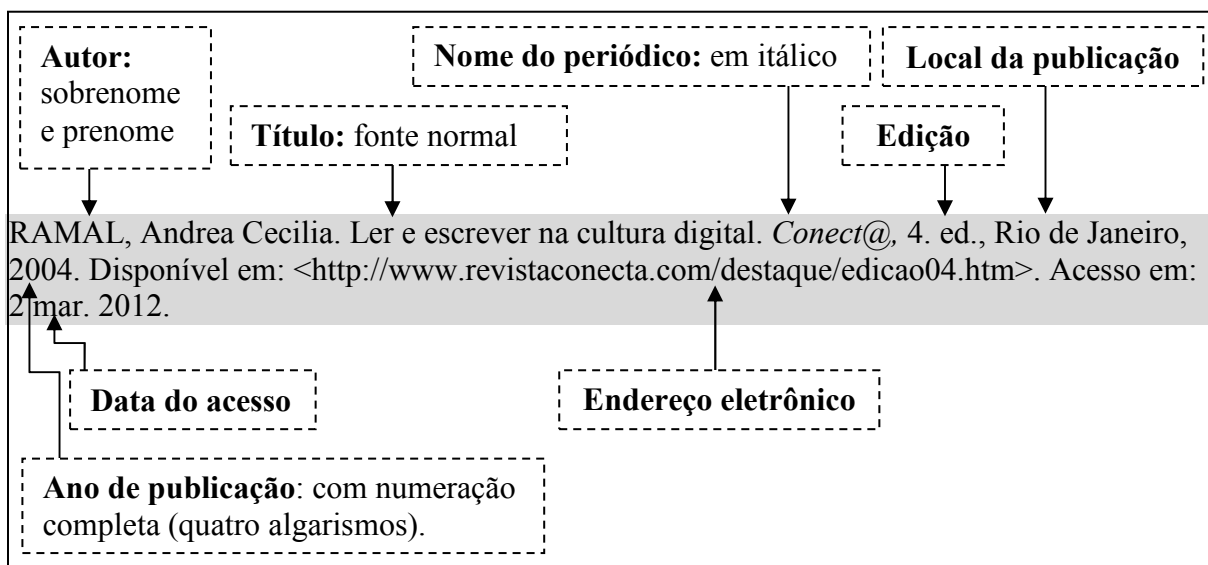 Autor:
sobrenome
e prenome
Título: fonte normal
Nome do periódico: em itálico
Edição
Local da publicação
RAMAL, Andrea Cecilia. Ler e escrever na cultura digital. Conect@, 4. ed., Rio de Janeiro,
2004. Disponível em: <http://www.revistaconecta.com/destaque/edicao04.htm>. Acesso em:
2 mar. 2012.
Data do acesso
Endereço eletrônico
Ano de publicação: com numeração
completa (quatro algarismos).